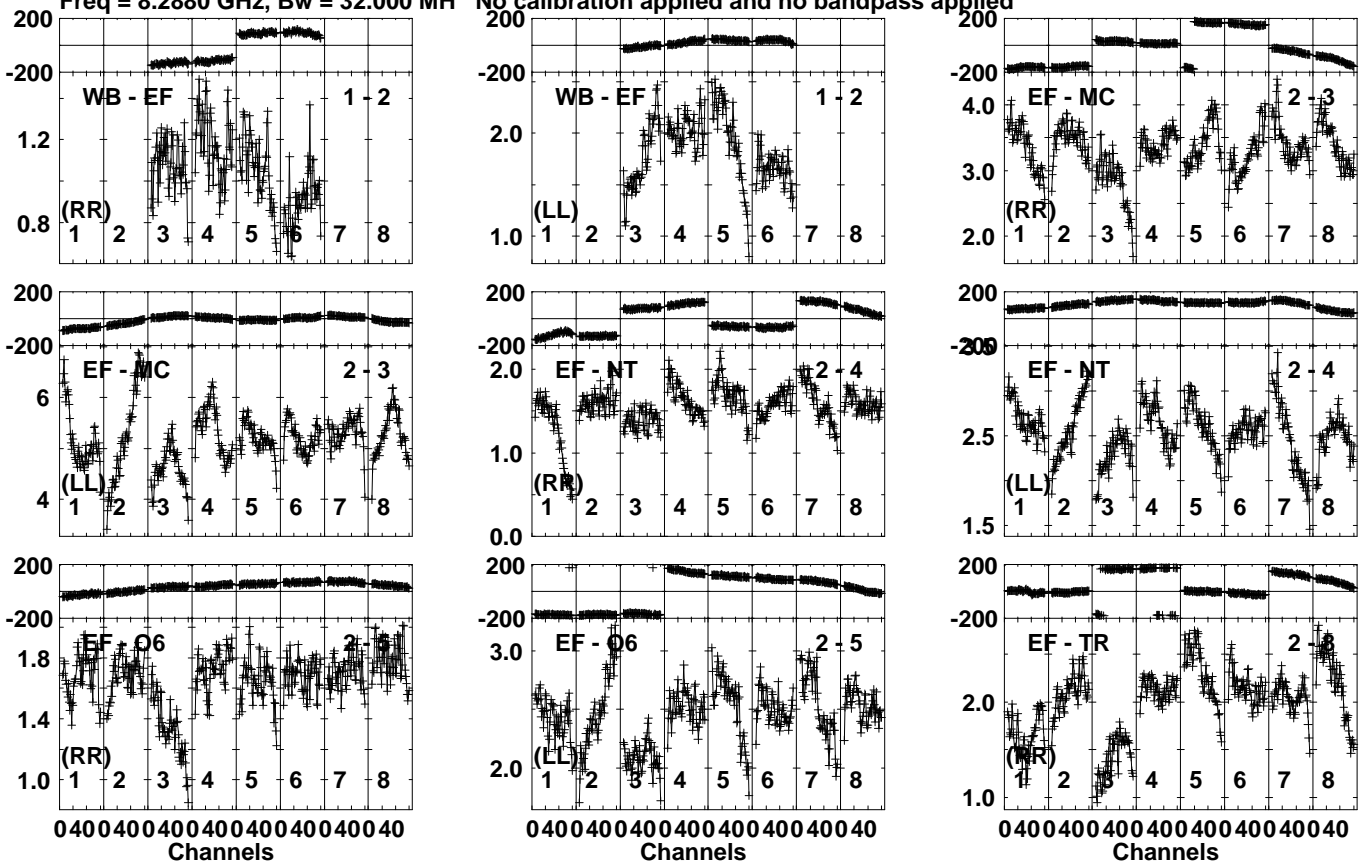 Freq = 8.2880 GHz, Bw = 32.000 MH No calibration applied and no bandpass applied
200 200 200
-200 -200 -200
WB - EF 1 - 2 WB - EF 1 - 2 EF - MC 2 - 3
4.0
1.2 2.0 3.0
(RR) (LL) (RR)
0.8 1.0 2.0
1 2 3 4 5 6 7 8 1 2 3 4 5 6 7 8 1 2 3 4 5 6 7 8
200 200 200
-200 -200 -200 3.5
EF - MC 2 - 3 EF - NT 2 - 4 EF - NT 2 - 4
6 2.0 2.5
1.0
(LL) (RR) (LL)
4 0.0 1.5
1 2 3 4 5 6 7 8 1 2 3 4 5 6 7 8 1 2 3 4 5 6 7 8
200 200 200
-200 -200 -200
EF - O6 2 - 5 EF - O6 2 - 5 EF - TR 2 - 8
1.8 3.0 2.0
1.4
(RR) (LL) (RR)
1.0 2.0 1.0
1 2 3 4 5 6 7 8 1 2 3 4 5 6 7 8 1 2 3 4 5 6 7 8
0 40 0 40 0 40 0 40 0 40 0 40 0 40 0 40 0 40 0 40 0 40 0 40 0 40 0 40 0 40 0 40 0 40 0 40 0 40 0 40 0 40 0 40 0 40 0 40
Channels Channels Channels